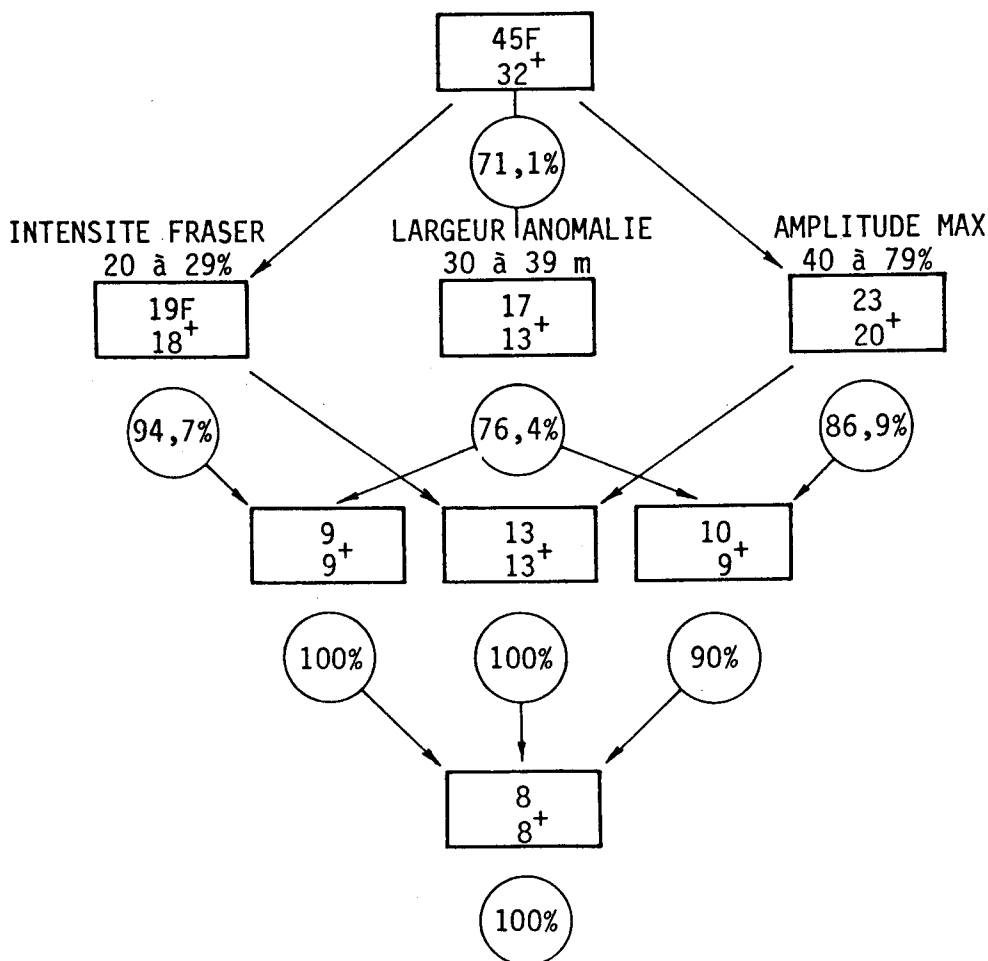 45F
32+
71,1%
INTENSITE FRASER
20 à 29%
LARGEUR ANOMALIE
30 à 39 m
AMPLITUDE MAX
40 à 79%
19F
18+
17
13+
23
20+
94,7%
76,4%
86,9%
9
9+
13
13+
10
9+
100%
100%
90%
8
8+
100%